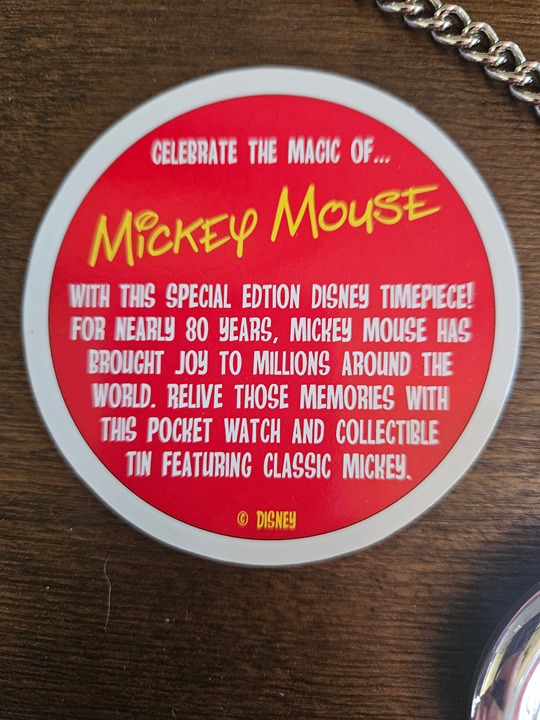 CELEBRATE THE MAGIC OF...
MICKEY MOUSE
WITH THIS SPECIAL EDTION DISNEY TIMEPIECE!
FOR NEARLY 80 YEARS, MICKEY MOUSE HAS
BROUGHT JOY TO MILLIONS AROUND THE
WORLD. RELIVE THOSE MEMORIES WITH
THIS POCKET WATCH AND COLLECTIBLE
TIN FEATURING CLASSIC MICKEY.
© DISNEY